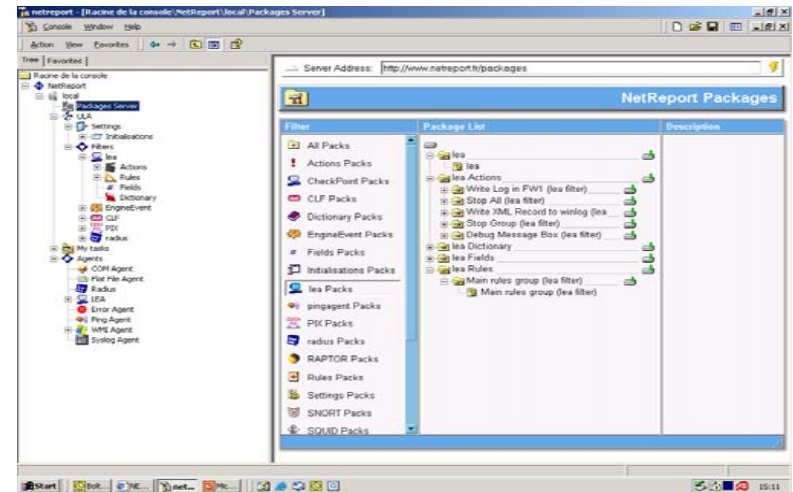 netreport - [Racine de la console\NetReport\local\Packages Server]
Console Window Help
Action View Favorites
Tree Favorites
Server Address: http://www.netreport.fr/packages
Racine de la console
NetReport
local
Packages Server
ULA
Settings
Initialisations
Filters
lea
Actions
Rules
Fields
Dictionary
EngineEvent
CLF
PIX
radius
My tasks
Agents
COM Agent
Flat File Agent
Radius
LEA
Error Agent
Ping Agent
WMI Agent
Syslog Agent
NetReport Packages
Filter
All Packs
Actions Packs
CheckPoint Packs
CLF Packs
Dictionary Packs
EngineEvent Packs
Fields Packs
Initialisations Packs
lea Packs
pingagent Packs
PIX Packs
radius Packs
RAPTOR Packs
Rules Packs
Settings Packs
SNORT Packs
SQUID Packs
Package List
lea
lea
lea Actions
Write Log in FW1 (lea filter)
Stop All (lea filter)
Write XML Record to winlog (lea
Stop Group (lea filter)
Debug Message Box (lea filter)
lea Dictionary
lea Fields
lea Rules
Main rules group (lea filter)
Main rules group (lea filter)
Description
Start Bot... NE... net... Mc... 15:11